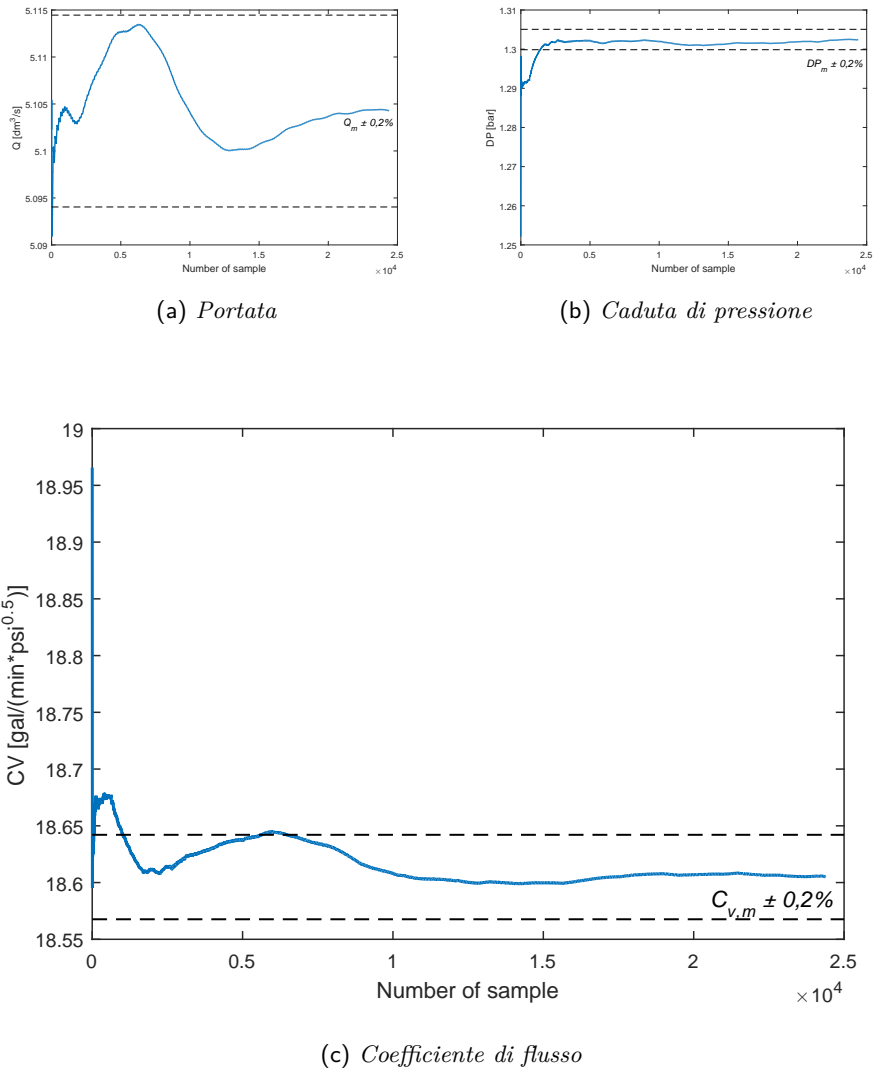 5.115
5.11
5.105
5.1
5.095
5.09
Q [dm³/s]
Q_m ± 0,2%
0 0.5 1 1.5 2 2.5
Number of sample
×10⁴
(a) Portata
1.31
1.3
1.29
1.28
1.27
1.26
1.25
DP [bar]
DP_m ± 0,2%
0 0.5 1 1.5 2 2.5
Number of sample
×10⁴
(b) Caduta di pressione
19
18.95
18.9
18.85
18.8
18.75
18.7
18.65
18.6
18.55
CV [gal/(min*psi^0.5)]
C_v,m ± 0,2%
0 0.5 1 1.5 2 2.5
Number of sample
×10⁴
(c) Coefficiente di flusso